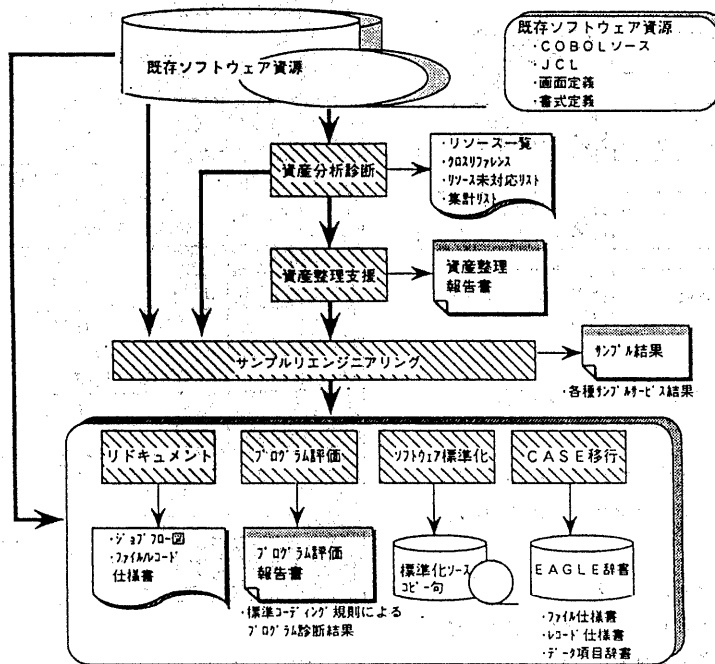 既存ソフトウェア資源
既存ソフトウェア資源
・COBOLソース
・JCL
・画面定義
・書式定義
資産分析診断
・リソース一覧
・クロスリファレンス
・リソース未対応リスト
・集計リスト
資産整理支援
資産整理
報告書
サンプルリエンジニアリング
サンプル結果
・各種サンプルサービス結果
リドキュメント
プログラム評価
ソフトウェア標準化
CASE移行
・ジョブフロー図
・ファイル/レコード
仕様書
プログラム評価
報告書
・標準コーディング規則による
プログラム診断結果
標準化ソース
コピー句
EAGLE辞書
・ファイル仕様書
・レコード仕様書
・データ項目辞書